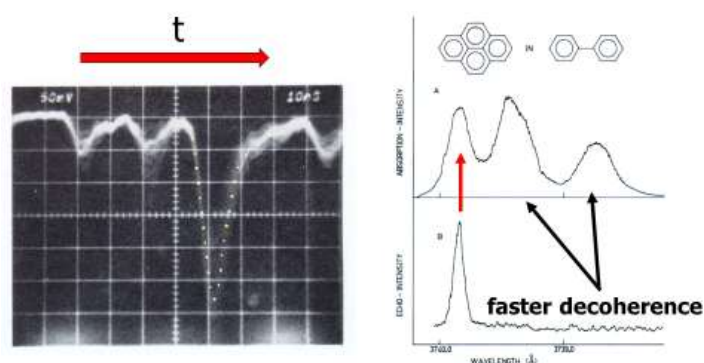 t
50mV
10nS
IN
A
ABSORPTION-INTENSITY
B
ECHO-INTENSITY
faster decoherence
WAVELENGTH (Å)